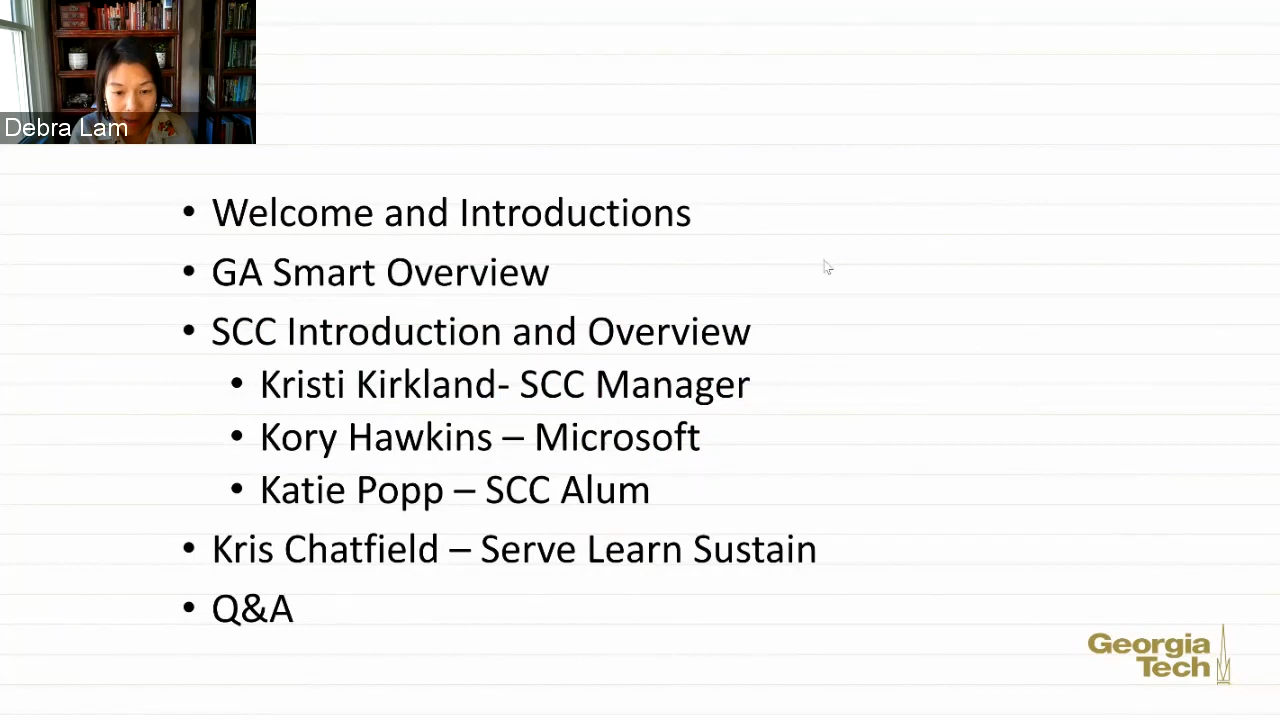 Debra Lam
• Welcome and Introductions
• GA Smart Overview
• SCC Introduction and Overview
• Kristi Kirkland- SCC Manager
• Kory Hawkins – Microsoft
• Katie Popp – SCC Alum
• Kris Chatfield – Serve Learn Sustain
• Q&A
Georgia
Tech